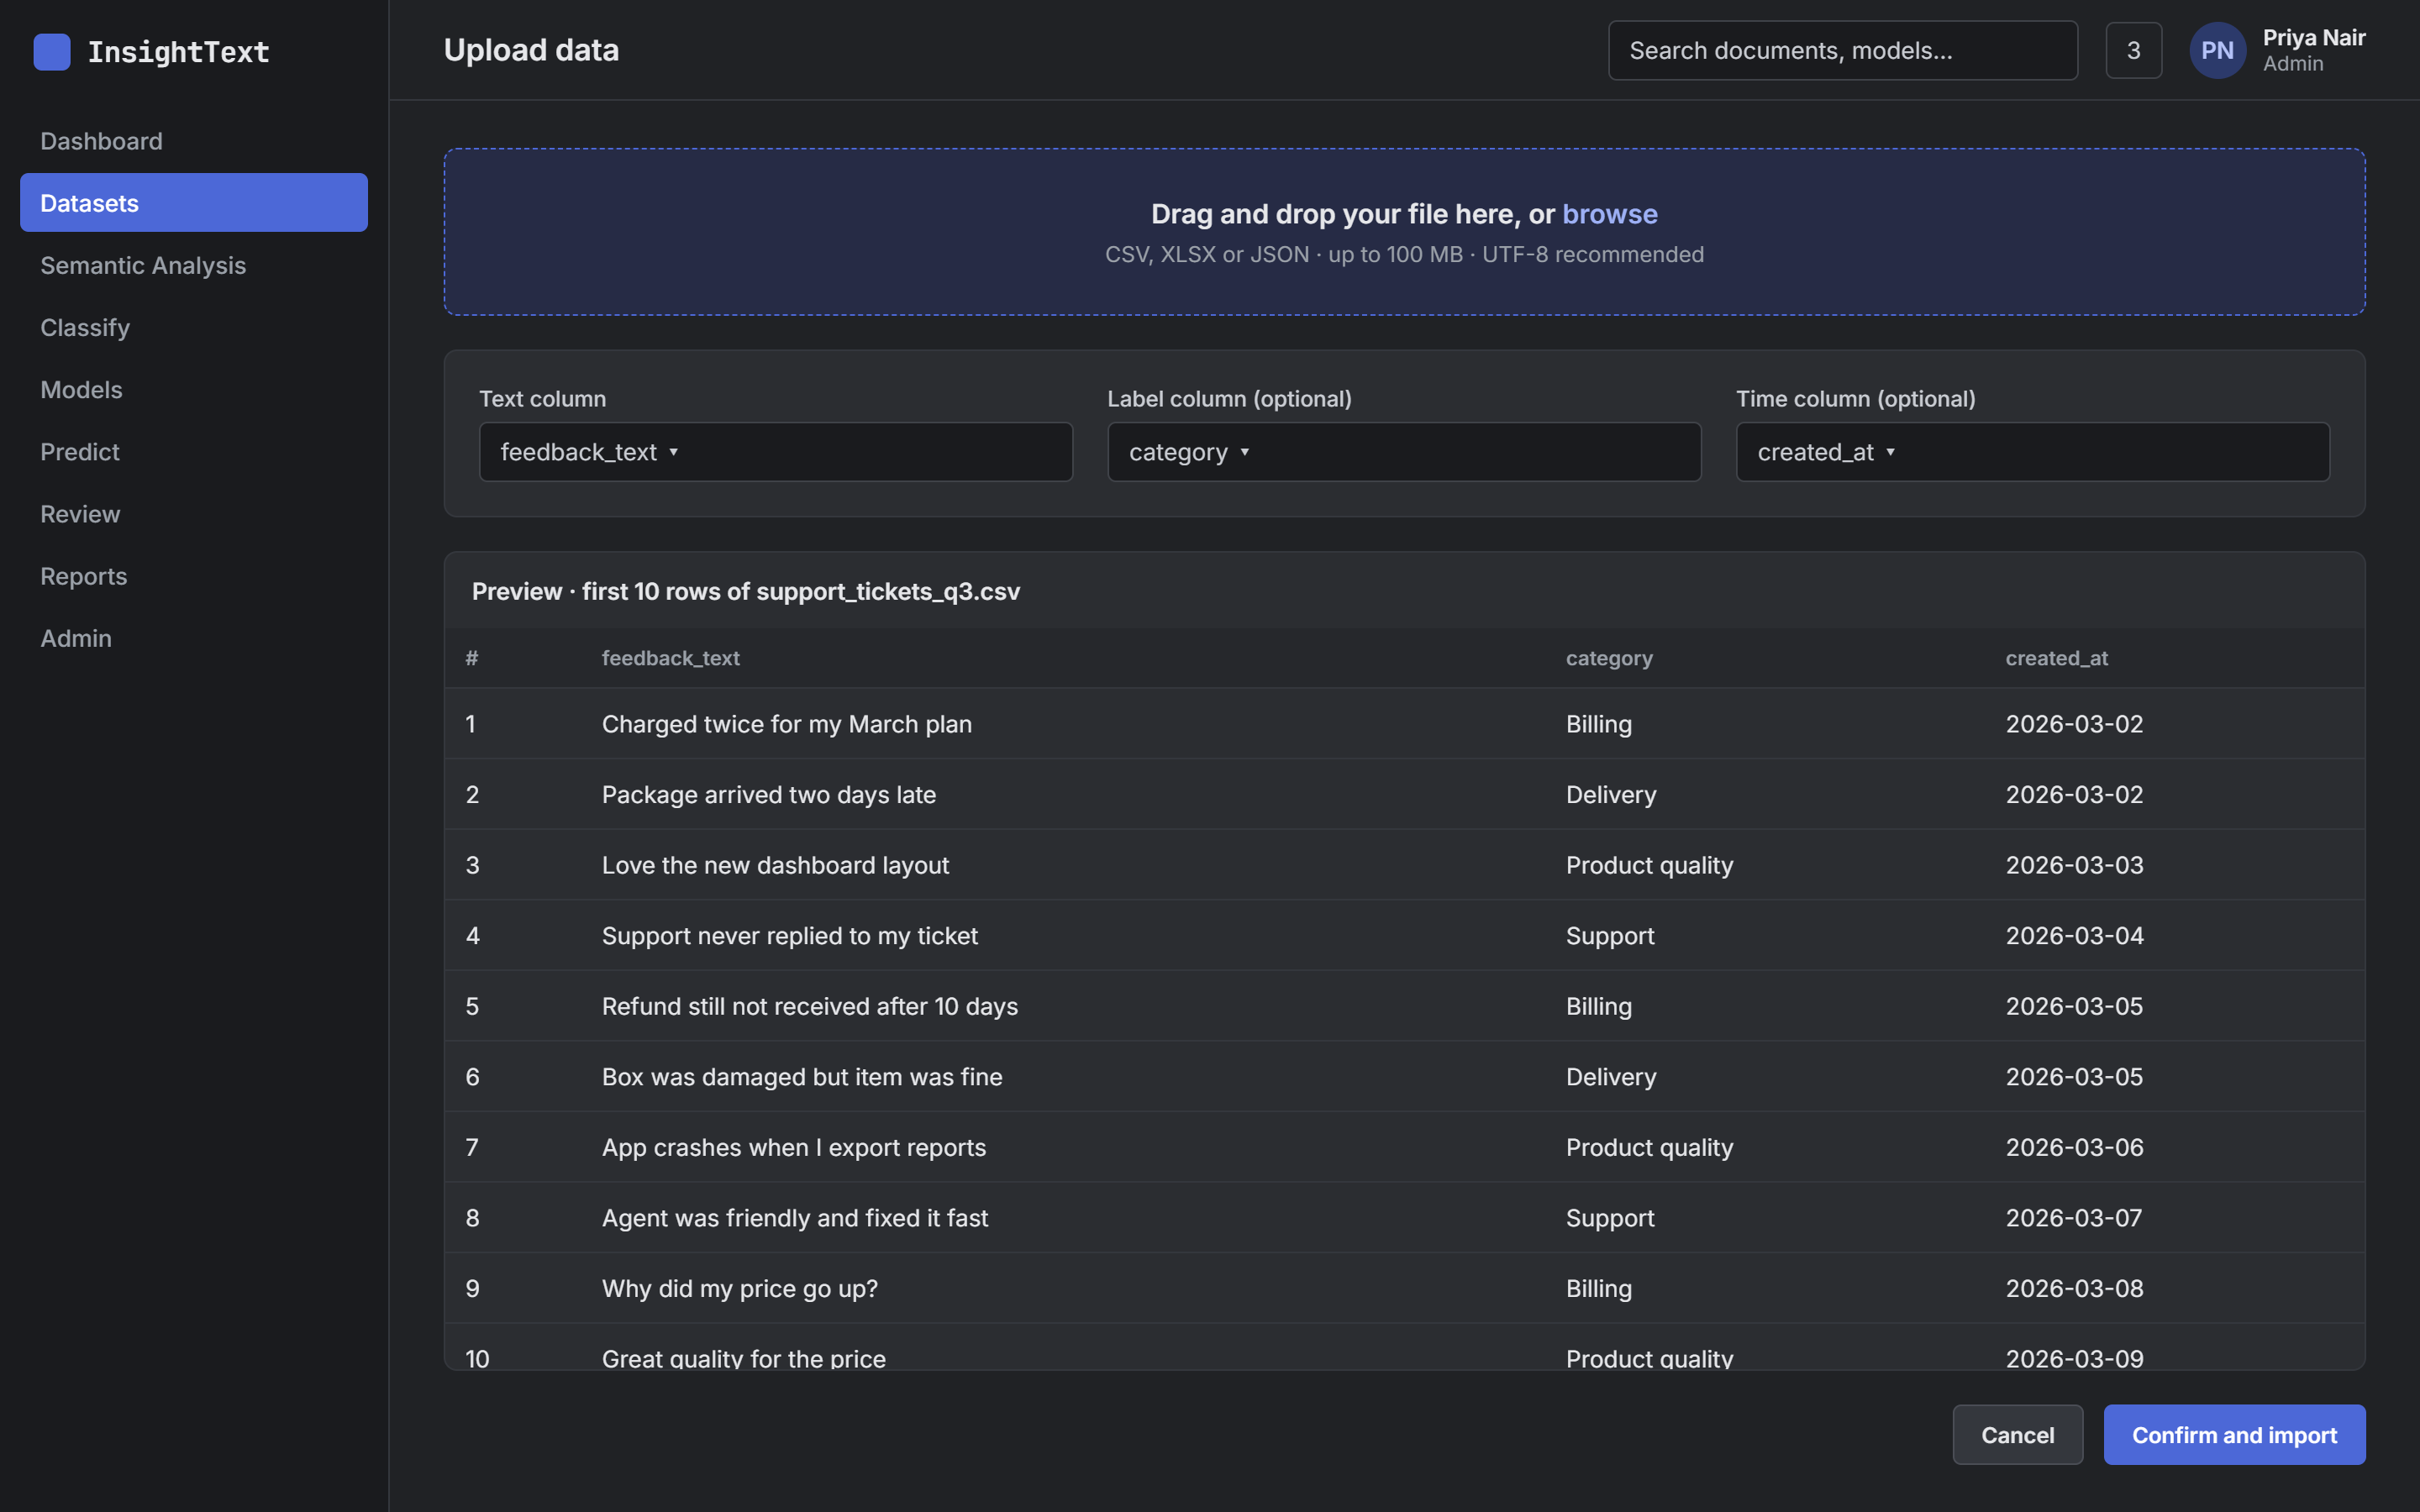 InsightText
Dashboard
Datasets
Semantic Analysis
Classify
Models
Predict
Review
Reports
Admin
Upload data
Search documents, models...
3
PN
Priya Nair
Admin
Drag and drop your file here, or browse
CSV, XLSX or JSON · up to 100 MB · UTF-8 recommended
Text column
feedback_text ▾
Label column (optional)
category ▾
Time column (optional)
created_at ▾
Preview · first 10 rows of support_tickets_q3.csv
# feedback_text category created_at
1 Charged twice for my March plan Billing 2026-03-02
2 Package arrived two days late Delivery 2026-03-02
3 Love the new dashboard layout Product quality 2026-03-03
4 Support never replied to my ticket Support 2026-03-04
5 Refund still not received after 10 days Billing 2026-03-05
6 Box was damaged but item was fine Delivery 2026-03-05
7 App crashes when I export reports Product quality 2026-03-06
8 Agent was friendly and fixed it fast Support 2026-03-07
9 Why did my price go up? Billing 2026-03-08
10 Great quality for the price Product quality 2026-03-09
Cancel
Confirm and import